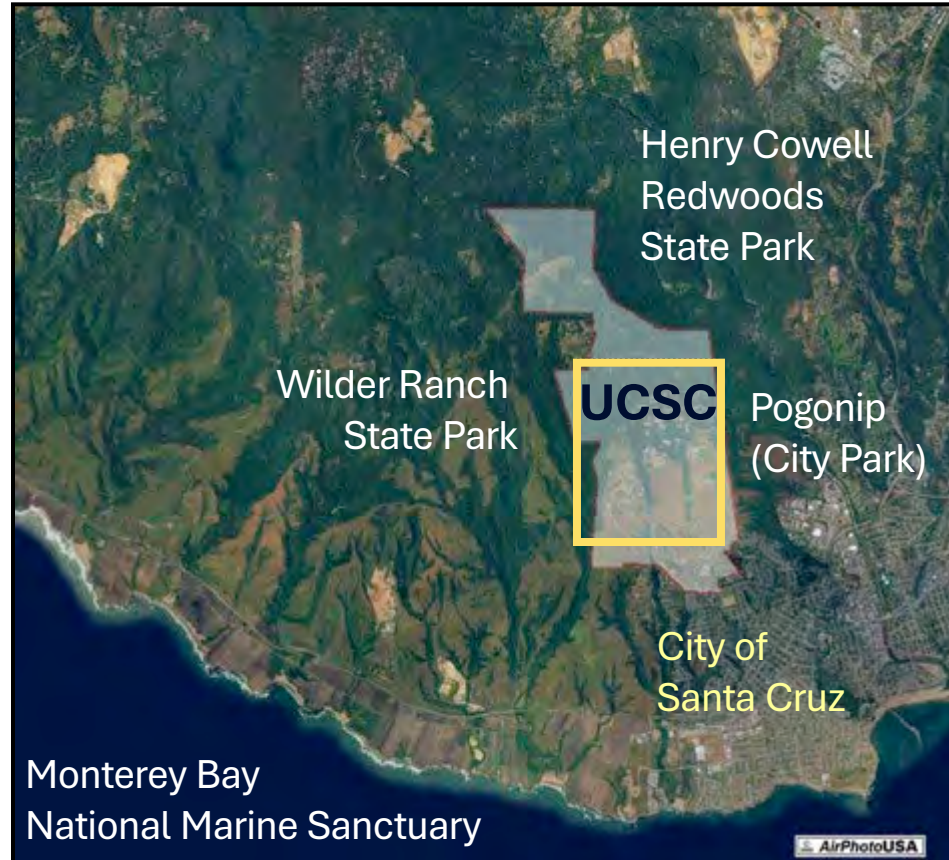 Henry Cowell
Redwoods
State Park
Wilder Ranch
State Park
UCSC
Pogonip
(City Park)
City of
Santa Cruz
Monterey Bay
National Marine Sanctuary
AirPhotoUSA